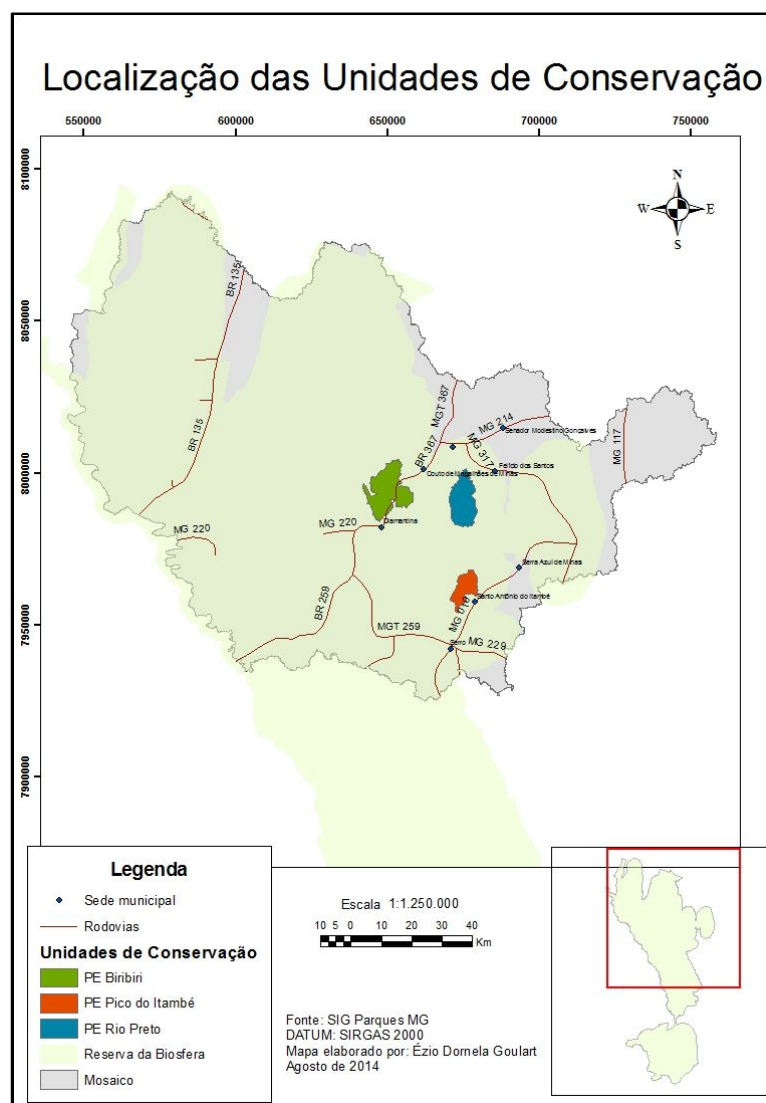 Localização das Unidades de Conservação
550000 600000 650000 700000 750000
8100000
8050000
8000000
7950000
7900000
N
W E
S
BR 135
BR 135
MG 220
MG 220
BR 259
MGT 259
MGT 367
BR 367
MG 214
MG 317
MG 117
MG 010
MG 229
Senador Modestino Gonçalves
Felício dos Santos
Couto de Magalhães de Minas
Diamantina
Serra Azul de Minas
Santo Antônio do Itambé
Serro
Legenda
Sede municipal
Rodovias
Unidades de Conservação
PE Biribiri
PE Pico do Itambé
PE Rio Preto
Reserva da Biosfera
Mosaico
Escala 1:1.250.000
10 5 0 10 20 30 40
Km
Fonte: SIG Parques MG
DATUM: SIRGAS 2000
Mapa elaborado por: Ézio Dornela Goulart
Agosto de 2014